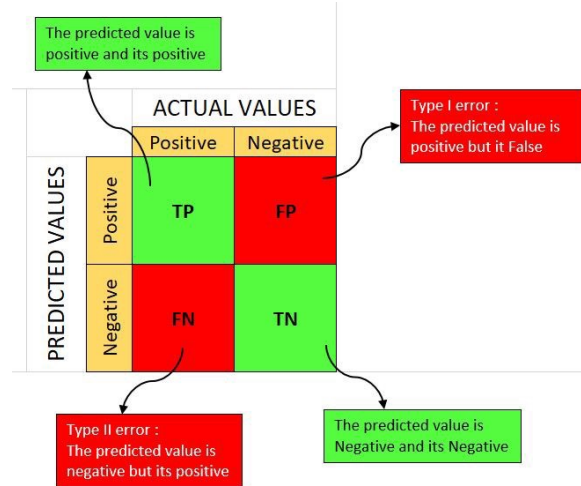 The predicted value is
positive and its positive
ACTUAL VALUES
Type I error :
The predicted value is
positive but it False
Positive
Negative
PREDICTED VALUES
Positive
TP
FP
Negative
FN
TN
Type II error :
The predicted value is
negative but its positive
The predicted value is
Negative and its Negative